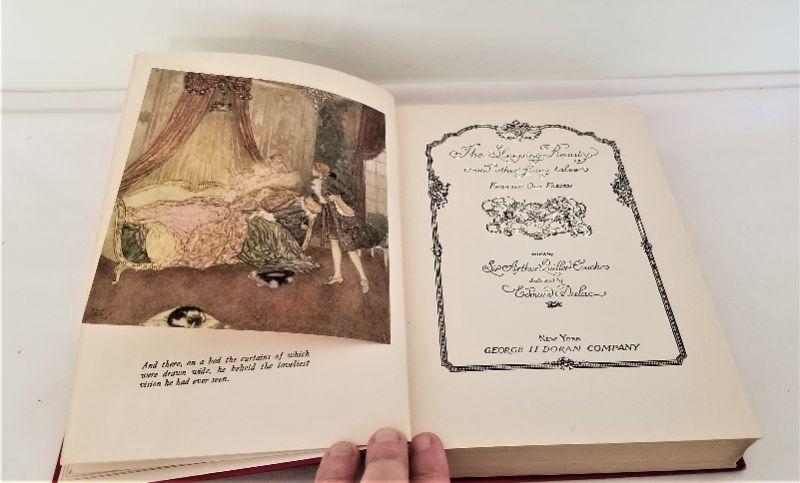 And there, on a bed the curtains of which
were drawn wide, he beheld the loveliest
vision he had ever seen.
The Sleeping Beauty
and other fairy tales
From the Old French
Sir Arthur Quiller-Couch
Edmund Dulac
New York
GEORGE H DORAN COMPANY